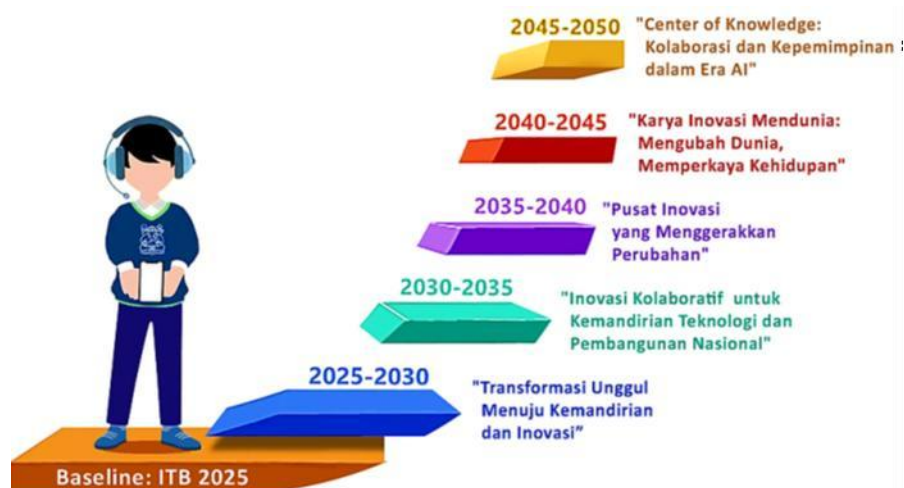 2045-2050
"Center of Knowledge:
Kolaborasi dan Kepemimpinan
dalam Era AI"
2040-2045
"Karya Inovasi Mendunia:
Mengubah Dunia,
Memperkaya Kehidupan"
2035-2040
"Pusat Inovasi
yang Menggerakkan
Perubahan"
2030-2035
"Inovasi Kolaboratif untuk
Kemandirian Teknologi dan
Pembangunan Nasional"
2025-2030
"Transformasi Unggul
Menuju Kemandirian
dan Inovasi"
Baseline: ITB 2025